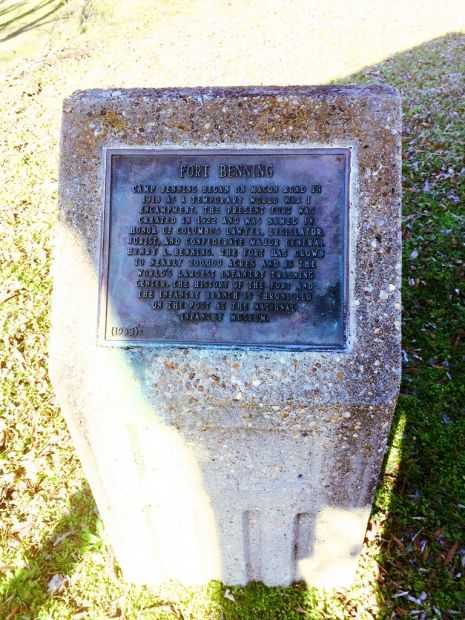 FORT BENNING
CAMP BENNING BEGAN ON MACON ROAD IN
1918 AS A TEMPORARY WORLD WAR I
ENCAMPMENT. THE PRESENT FORT WAS
CREATED IN 1922 AND WAS NAMED IN
HONOR OF COLUMBUS LAWYER, LEGISLATOR
JURIST, AND CONFEDERATE MAJOR GENERAL
HENRY L. BENNING. THE FORT HAS GROWN
TO NEARLY 200,000 ACRES AND IS THE
WORLD'S LARGEST INFANTRY TRAINING
CENTER. THE HISTORY OF THE FORT AND
THE INFANTRY BRANCH IS CHRONICLED
ON THE POST AT THE NATIONAL
INFANTRY MUSEUM.